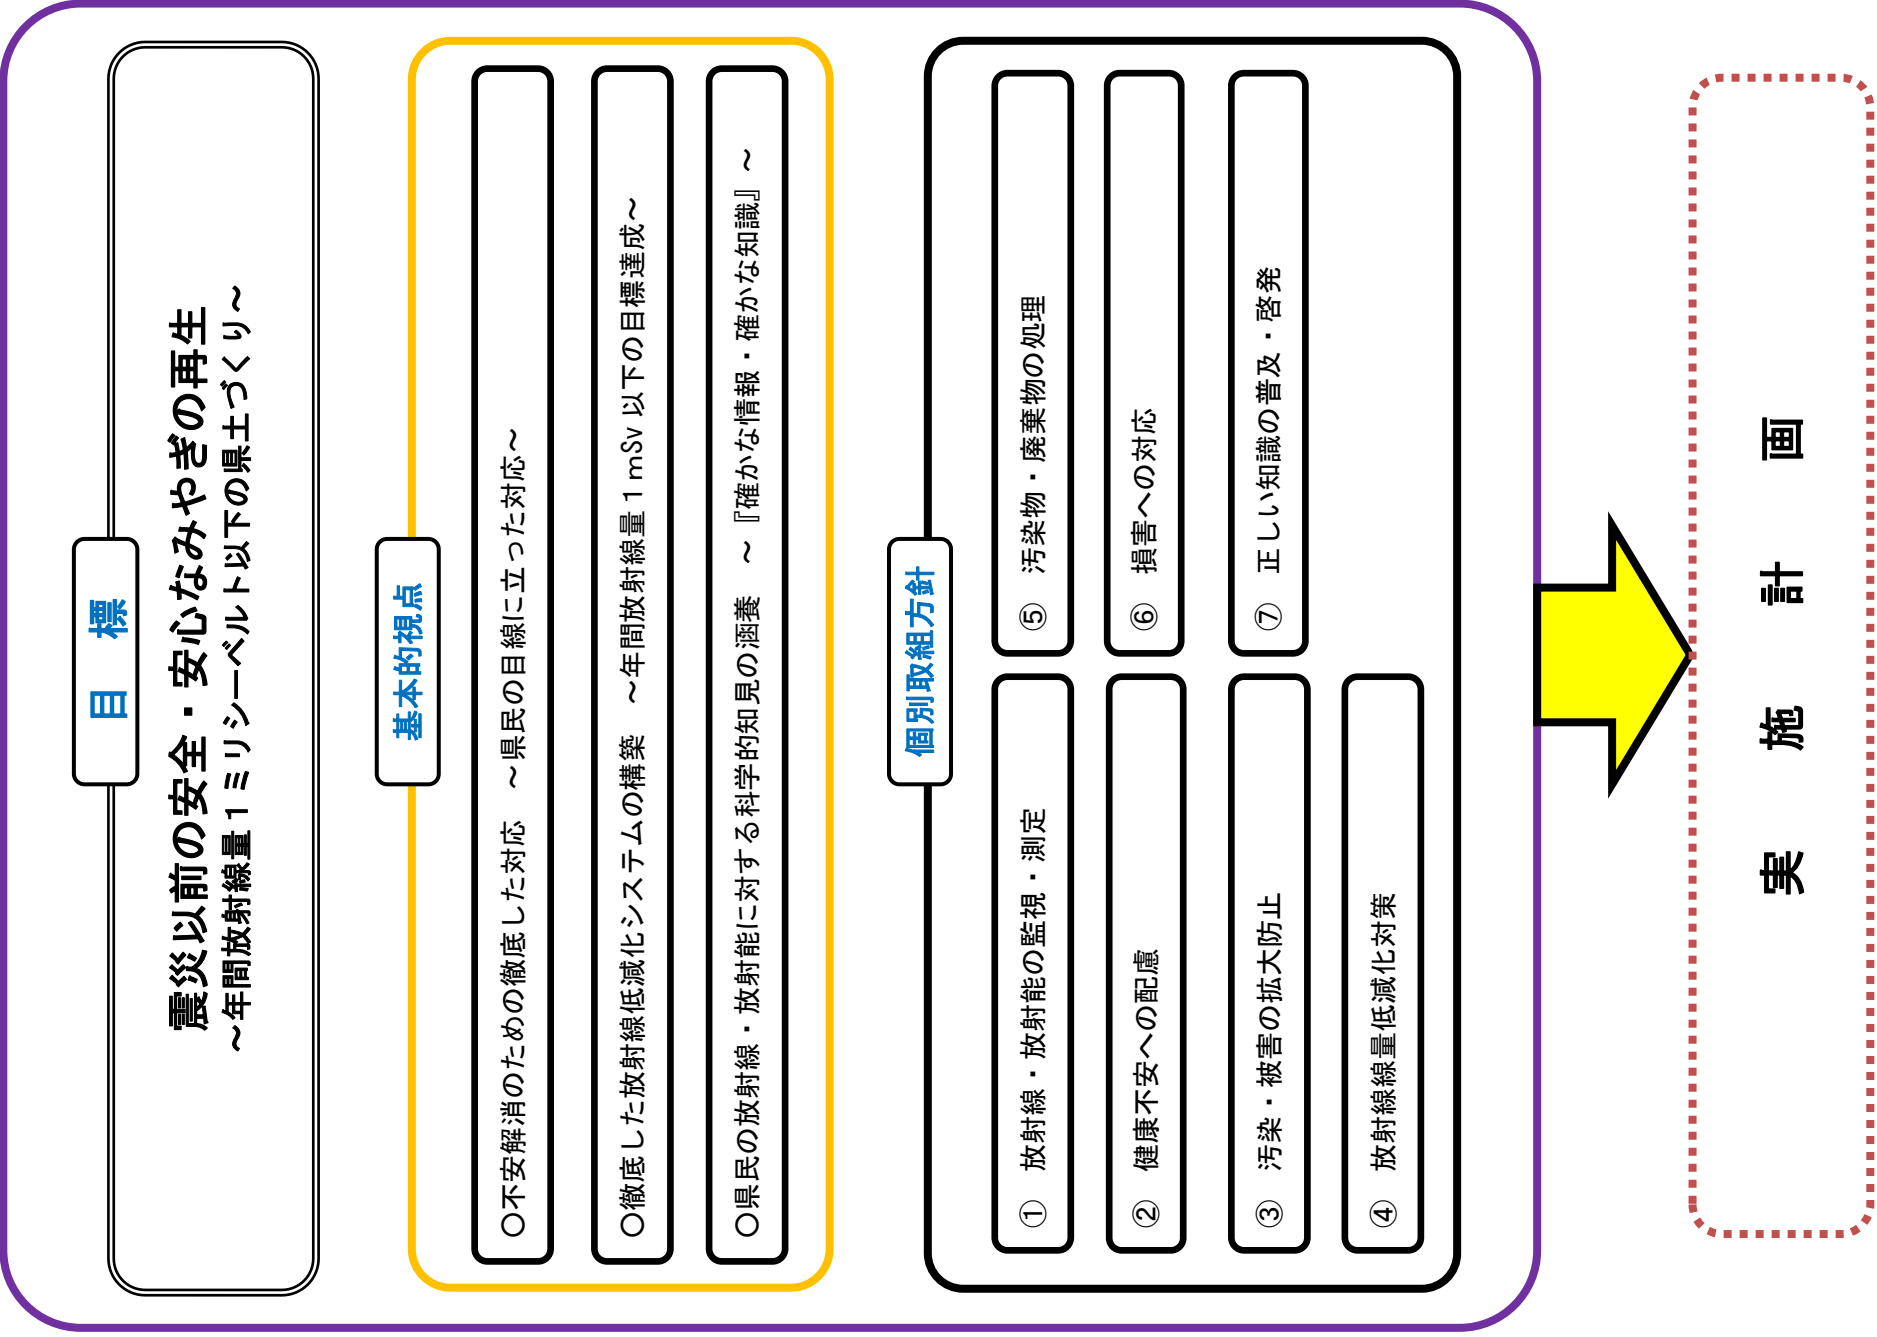 目　標
震災以前の安全・安心なみやぎの再生
～年間放射線量１ミリシーベルト以下の県土づくり～
基本的視点
○不安解消のための徹底した対応　～県民の目線に立った対応～
○徹底した放射線低減化システムの構築　～年間放射線量１mSv 以下の目標達成～
○県民の放射線・放射能に対する科学的知見の涵養　～『確かな情報・確かな知識』～
個別取組方針
①　放射線・放射能の監視・測定
②　健康不安への配慮
③　汚染・被害の拡大防止
④　放射線線量低減化対策
⑤　汚染物・廃棄物の処理
⑥　損害への対応
⑦　正しい知識の普及・啓発
実　施　計　画